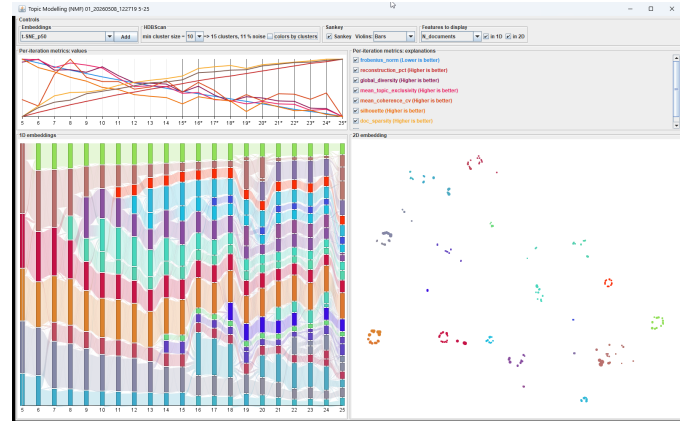 Topic Modelling (NMF) 01_20260508_122719 5-25
Controls
Embeddings
t-SNE_p50 Add
HDBScan
min cluster size = 10 => 15 clusters, 11 % noise colors by clusters
Sankey
Sankey Violins: Bars
Features to display
N_documents in 1D in 2D
Per-iteration metrics: values
5 6 7 8 9 10 11 12 13 14 15* 16* 17* 18* 19* 20* 21* 22* 23* 24* 25*
Per-iteration metrics: explanations
frobenius_norm (Lower is better)
reconstruction_pct (Higher is better)
global_diversity (Higher is better)
mean_topic_exclusivity (Higher is better)
mean_coherence_cv (Higher is better)
silhouette (Higher is better)
doc_sparsity (Higher is better)
1D embeddings
5 6 7 8 9 10 11 12 13 14 15 16 17 18 19 20 21 22 23 24 25
2D embedding